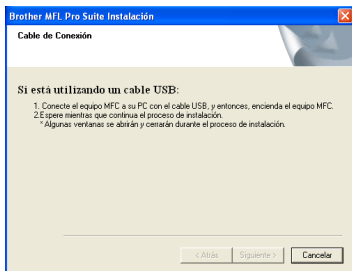 Brother MFL Pro Suite Instalación
Cable de Conexión
Si está utilizando un cable USB:
1. Conecte el equipo MFC a su PC con el cable USB, y entonces, encienda el equipo MFC.
2.Espere mientras que continua el proceso de instalación.
* Algunas ventanas se abrirán y cerrarán durante el proceso de instalación.
< Atrás Siguiente > Cancelar